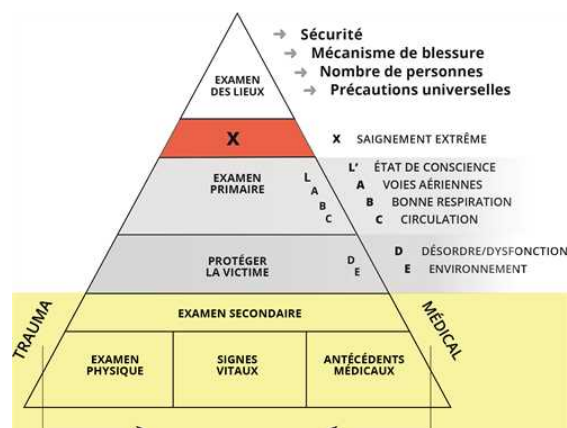 → Sécurité
→ Mécanisme de blessure
→ Nombre de personnes
→ Précautions universelles
EXAMEN
DES LIEUX
X
X SAIGNEMENT EXTRÊME
EXAMEN
PRIMAIRE
L
A
B
C
L' ÉTAT DE CONSCIENCE
A VOIES AÉRIENNES
B BONNE RESPIRATION
C CIRCULATION
PROTÉGER
LA VICTIME
D
E
D DÉSORDRE/DYSFONCTION
E ENVIRONNEMENT
TRAUMA
EXAMEN SECONDAIRE
MÉDICAL
EXAMEN
PHYSIQUE
SIGNES
VITAUX
ANTÉCÉDENTS
MÉDICAUX